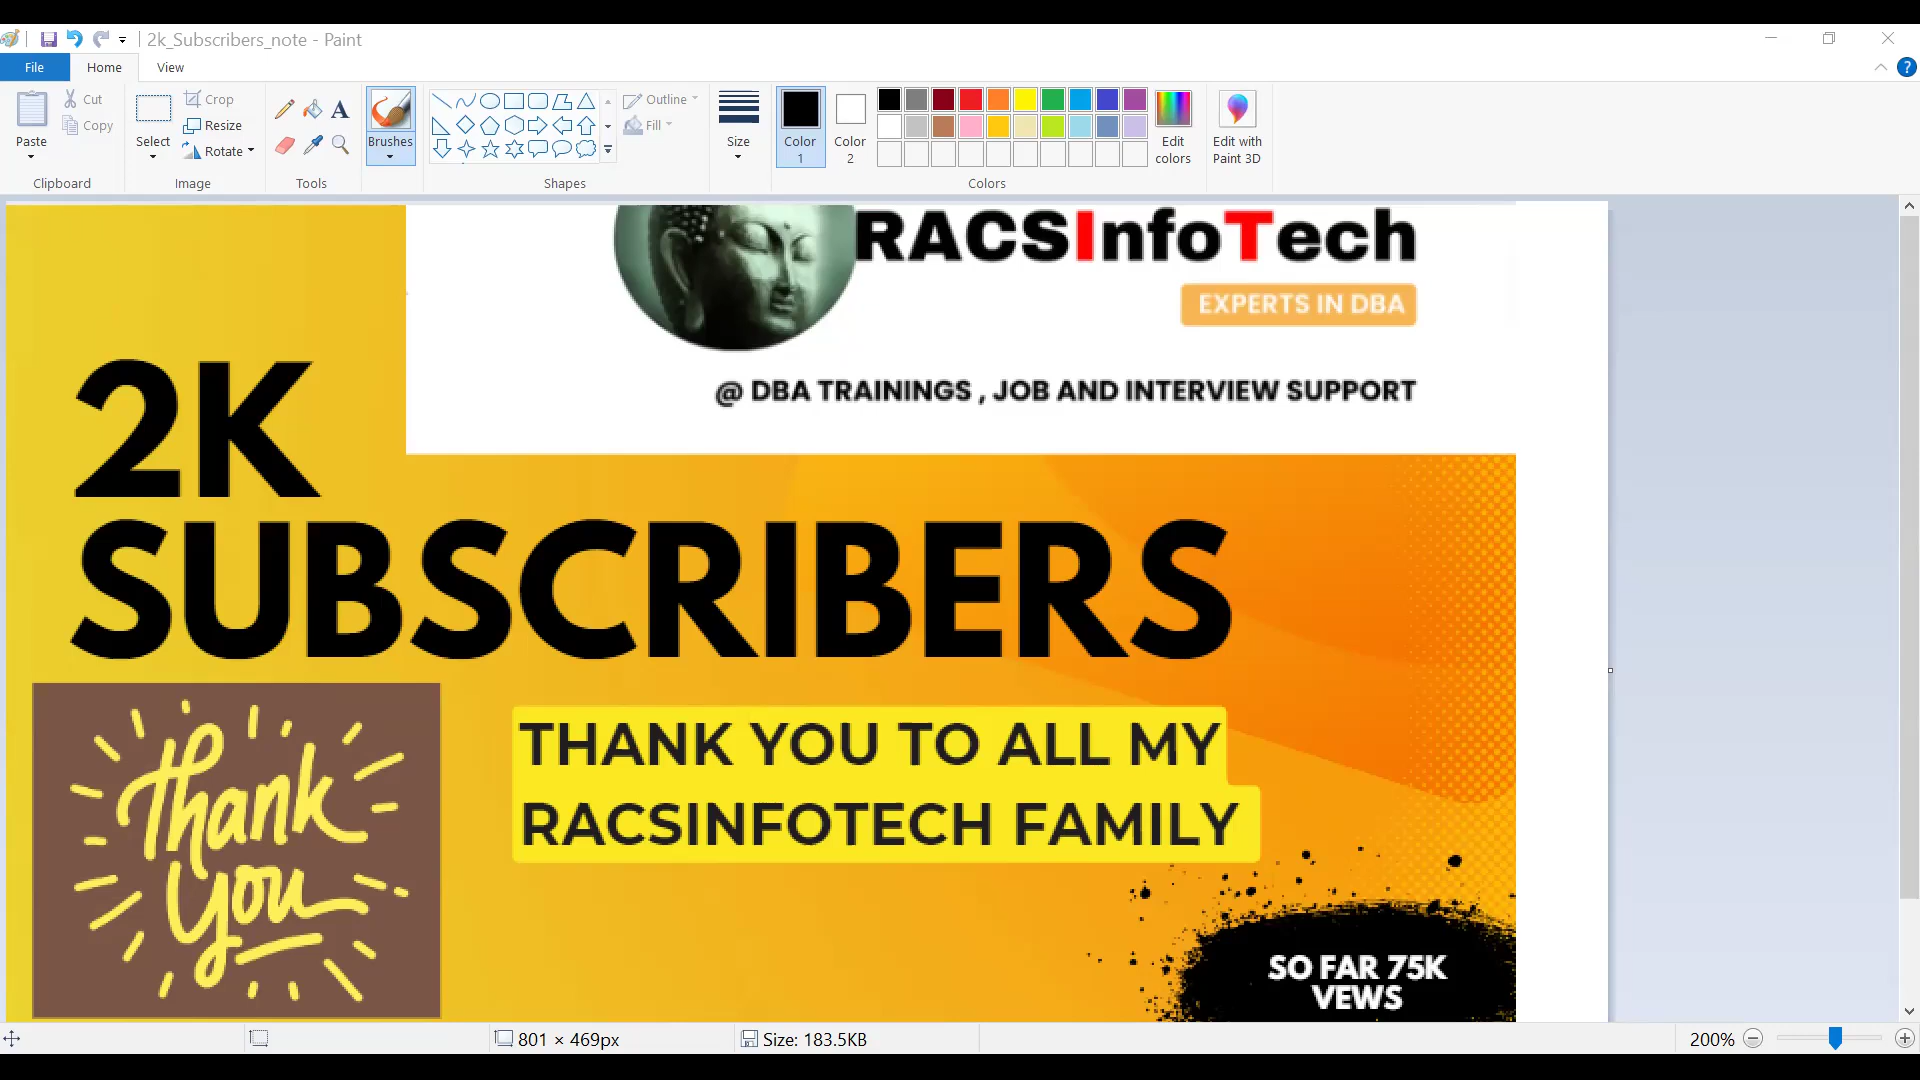 2k_Subscribers_note - Paint
File Home View
Cut
Copy
Paste
Clipboard
Crop
Resize
Rotate
Select
Image
Tools
Brushes
Outline
Fill
Shapes
Size
Color
1
Color
2
Edit
colors
Colors
Edit with
Paint 3D
RACSInfoTech
EXPERTS IN DBA
@ DBA TRAININGS , JOB AND INTERVIEW SUPPORT
2K
SUBSCRIBERS
Thank
you
THANK YOU TO ALL MY
RACSINFOTECH FAMILY
SO FAR 75K
VEWS
801 × 469px
Size: 183.5KB
200%